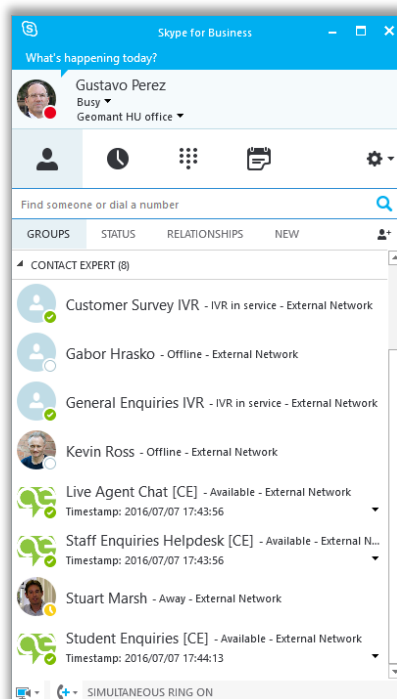 Skype for Business
What's happening today?
Gustavo Perez
Busy
Geomant HU office
Find someone or dial a number
GROUPS STATUS RELATIONSHIPS NEW
CONTACT EXPERT (8)
Customer Survey IVR - IVR in service - External Network
Gabor Hrasko - Offline - External Network
General Enquiries IVR - IVR in service - External Network
Kevin Ross - Offline - External Network
Live Agent Chat [CE] - Available - External Network
Timestamp: 2016/07/07 17:43:56
Staff Enquiries Helpdesk [CE] - Available - External N...
Timestamp: 2016/07/07 17:43:56
Stuart Marsh - Away - External Network
Student Enquiries [CE] - Available - External Network
Timestamp: 2016/07/07 17:44:13
SIMULTANEOUS RING ON